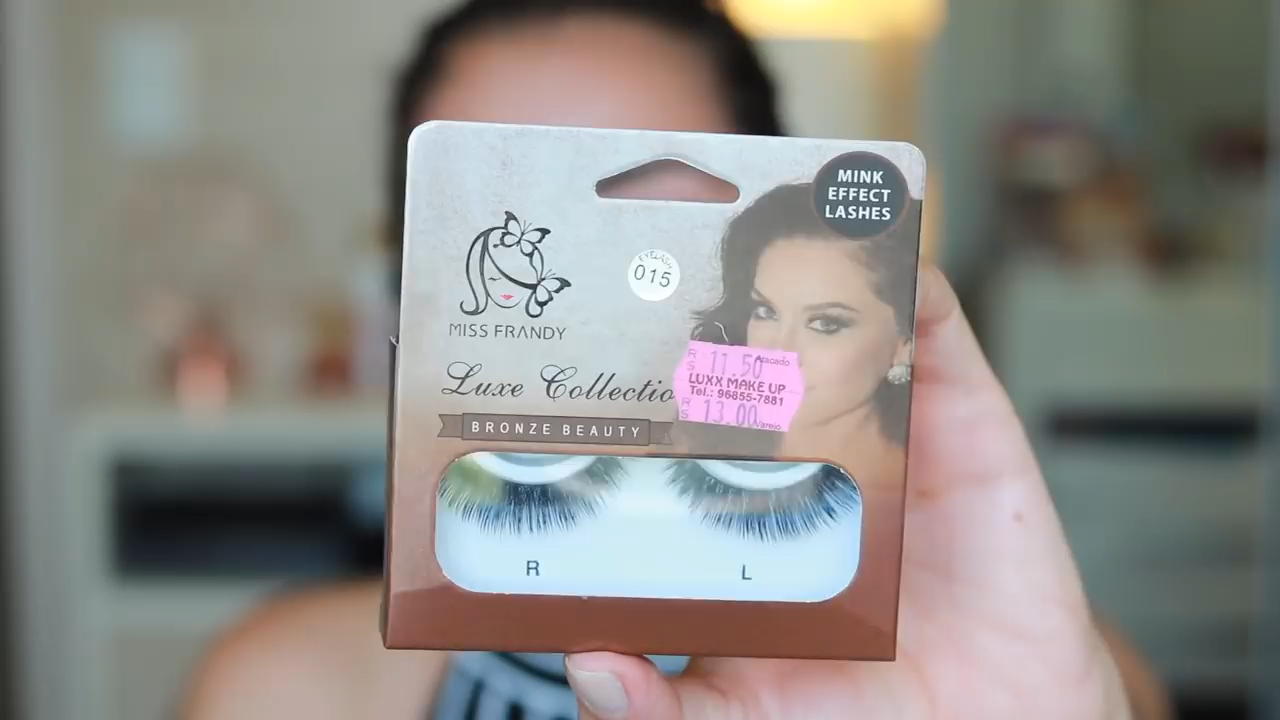 MINK
EFFECT
LASHES
EYELASH
015
MISS FRANDY
Luxe Collectio
R
S 11.50 Atacado
LUXX MAKE UP
Tel.: 96855-7881
R
S 13.00 Varejo
BRONZE BEAUTY
R
L